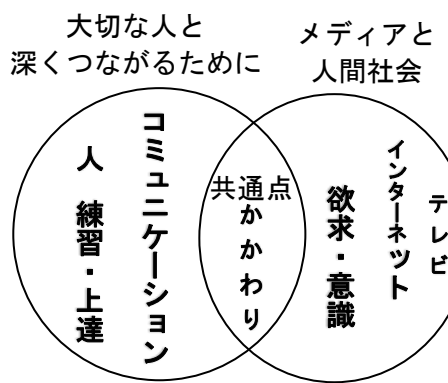 大切な人と
深くつながるために
メディアと
人間社会
人 練習・上達
コミュニケーション
共通点
かかわり
欲求・意識
インターネット
テレビ